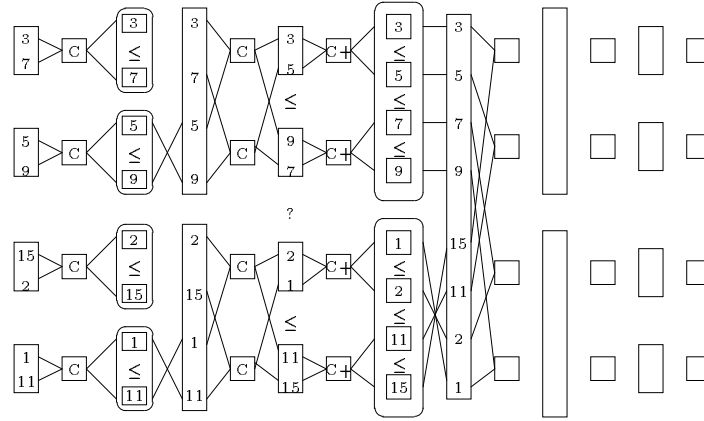 3 3 3 3 3
C C C+
7 ≤ 5 ≤
7 7 5 5
≤ ≤
5 5 5 9 7 7
C ≤ C C+ ≤
9 9 9 7 9 9
?
15 2 2 2 1 15
C ≤ C C+ ≤
2 15 15 1 2 11
≤ ≤
1 1 1 11 11 2
C ≤ C C+ ≤
11 11 11 15 15 1